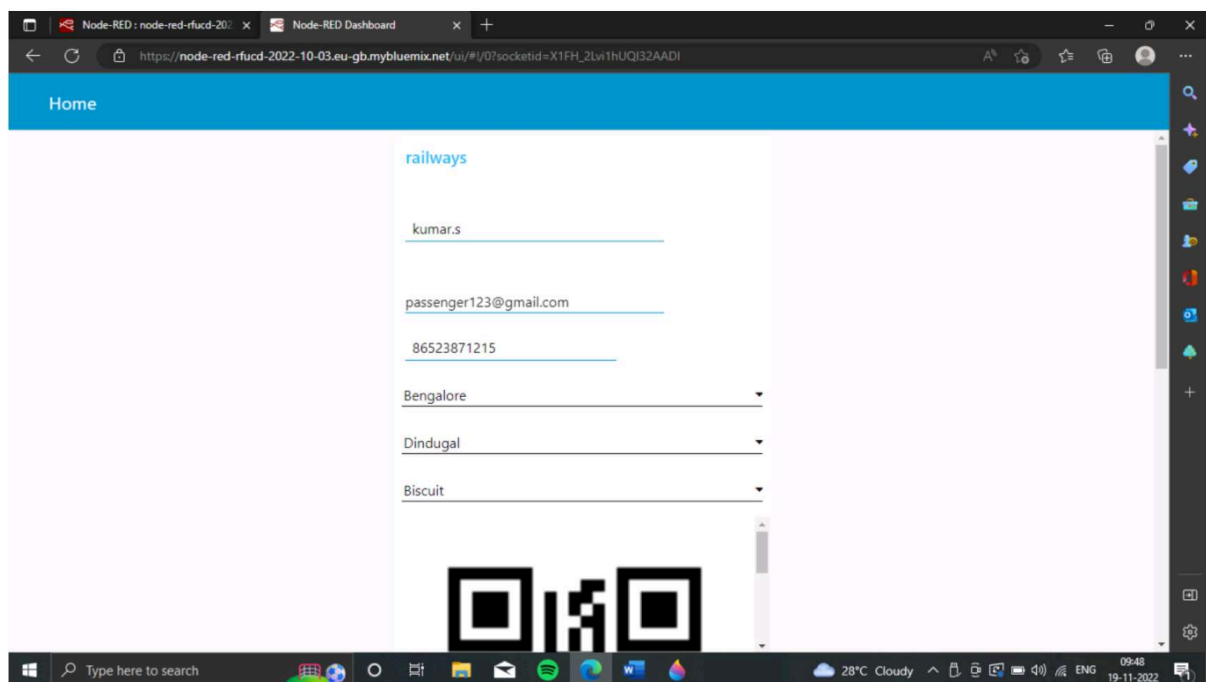 Node-RED : node-red-rfucd-202
Node-RED Dashboard
https://node-red-rfucd-2022-10-03.eu-gb.mybluemix.net/ui/#!/0?socketid=X1FH_2Lvi1hUQI32AADI
Home
railways
kumar.s
passenger123@gmail.com
86523871215
Bengalore
Dindugal
Biscuit
Type here to search
28°C Cloudy
ENG
09:48
19-11-2022